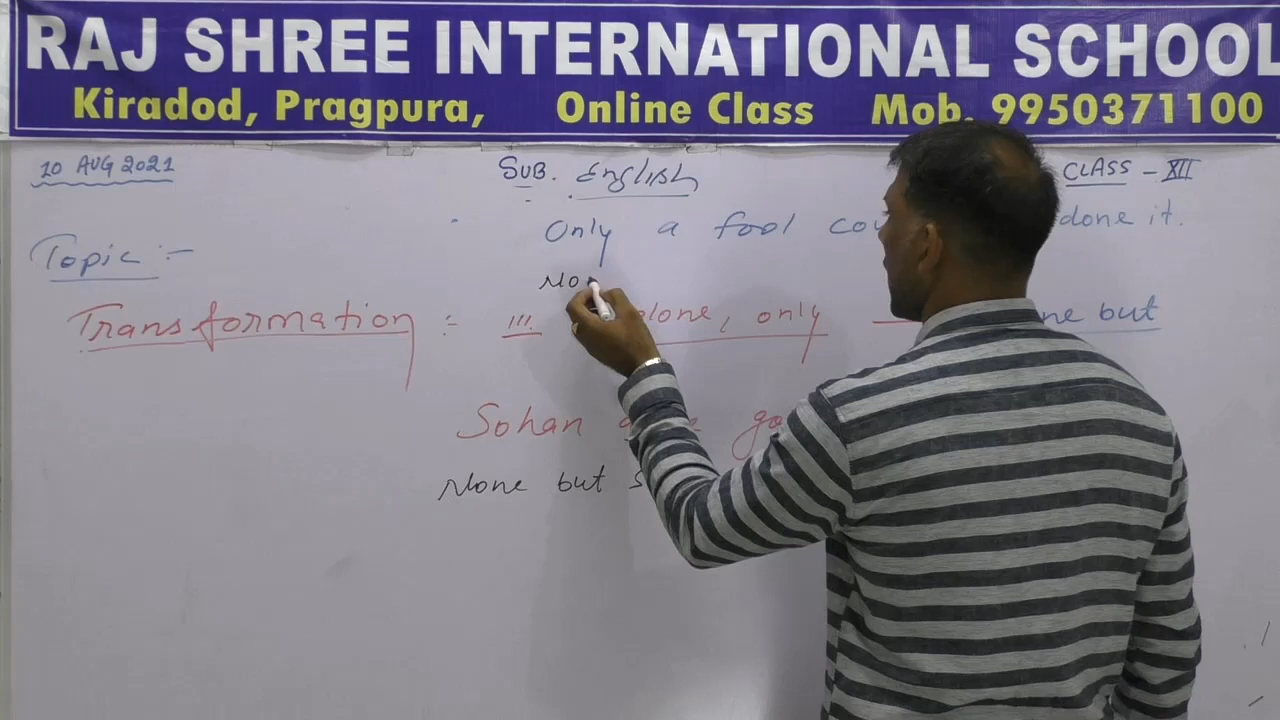 RAJ SHREE INTERNATIONAL SCHOOL
Kiradod, Pragpura, Online Class Mob. 9950371100
10 AUG 2021 SUB. English CLASS - XII
Only a fool done it.
Topic :-
Transformation :- III. alone, only but
Sohan
None but